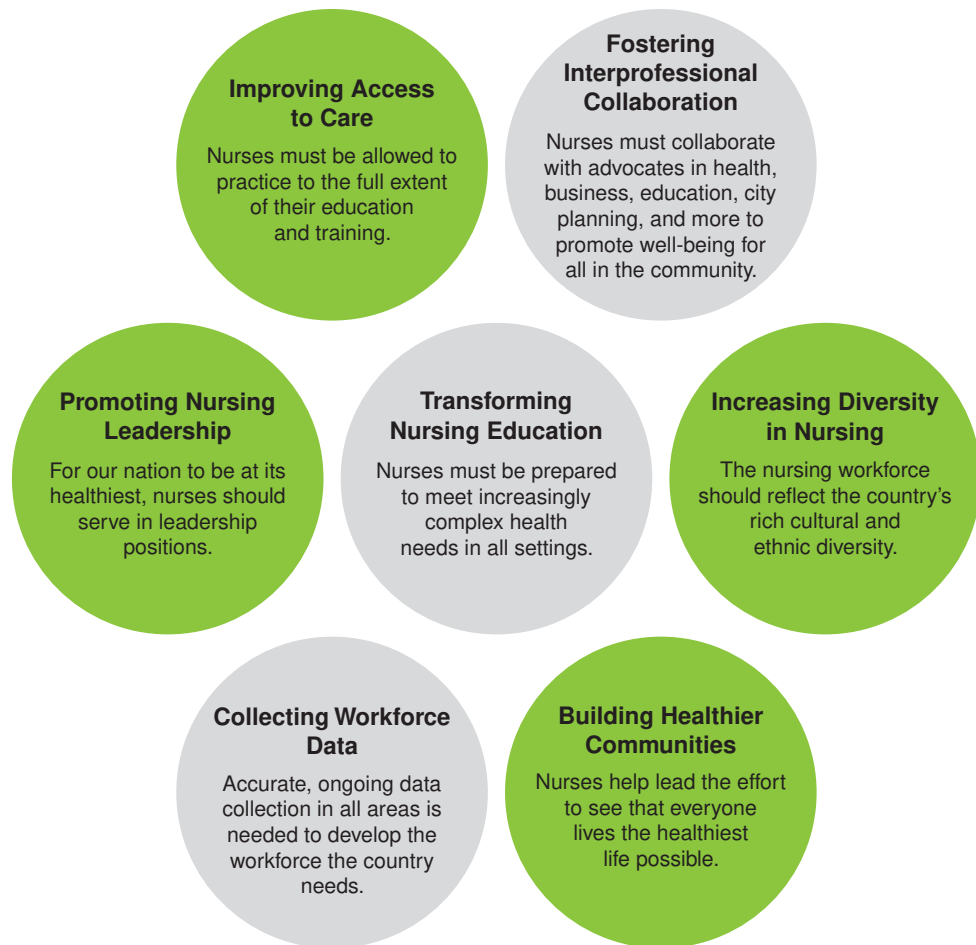 Improving Access
to Care
Nurses must be allowed to
practice to the full extent
of their education
and training.
Fostering
Interprofessional
Collaboration
Nurses must collaborate
with advocates in health,
business, education, city
planning, and more to
promote well-being for
all in the community.
Promoting Nursing
Leadership
For our nation to be at its
healthiest, nurses should
serve in leadership
positions.
Transforming
Nursing Education
Nurses must be prepared
to meet increasingly
complex health
needs in all settings.
Increasing Diversity
in Nursing
The nursing workforce
should reflect the country’s
rich cultural and
ethnic diversity.
Collecting Workforce
Data
Accurate, ongoing data
collection in all areas is
needed to develop the
workforce the country
needs.
Building Healthier
Communities
Nurses help lead the effort
to see that everyone
lives the healthiest
life possible.